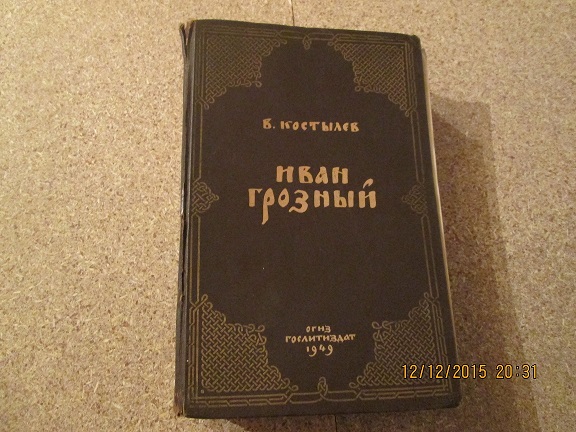 В. КОСТЫЛЕВ
ИВАН
ГРОЗНЫЙ
ОГИЗ
ГОСЛИТИЗДАТ
1949
12/12/2015 20:31